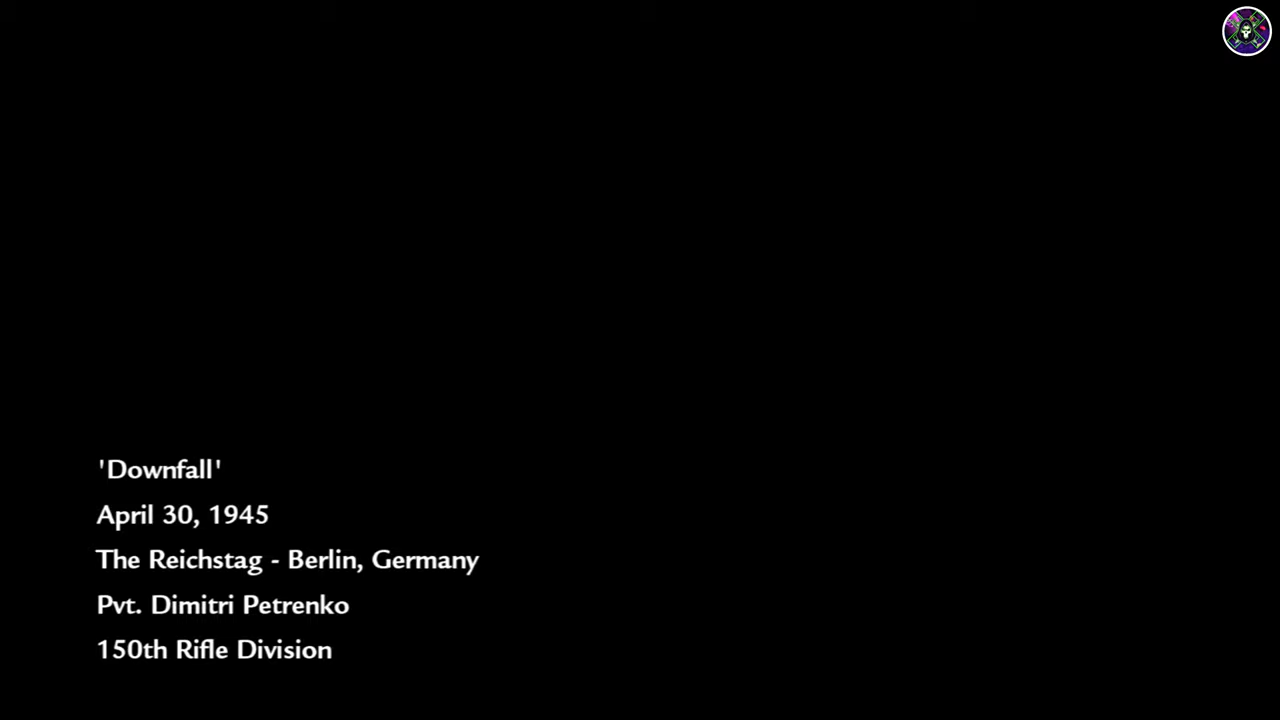 'Downfall'
April 30, 1945
The Reichstag - Berlin, Germany
Pvt. Dimitri Petrenko
150th Rifle Division